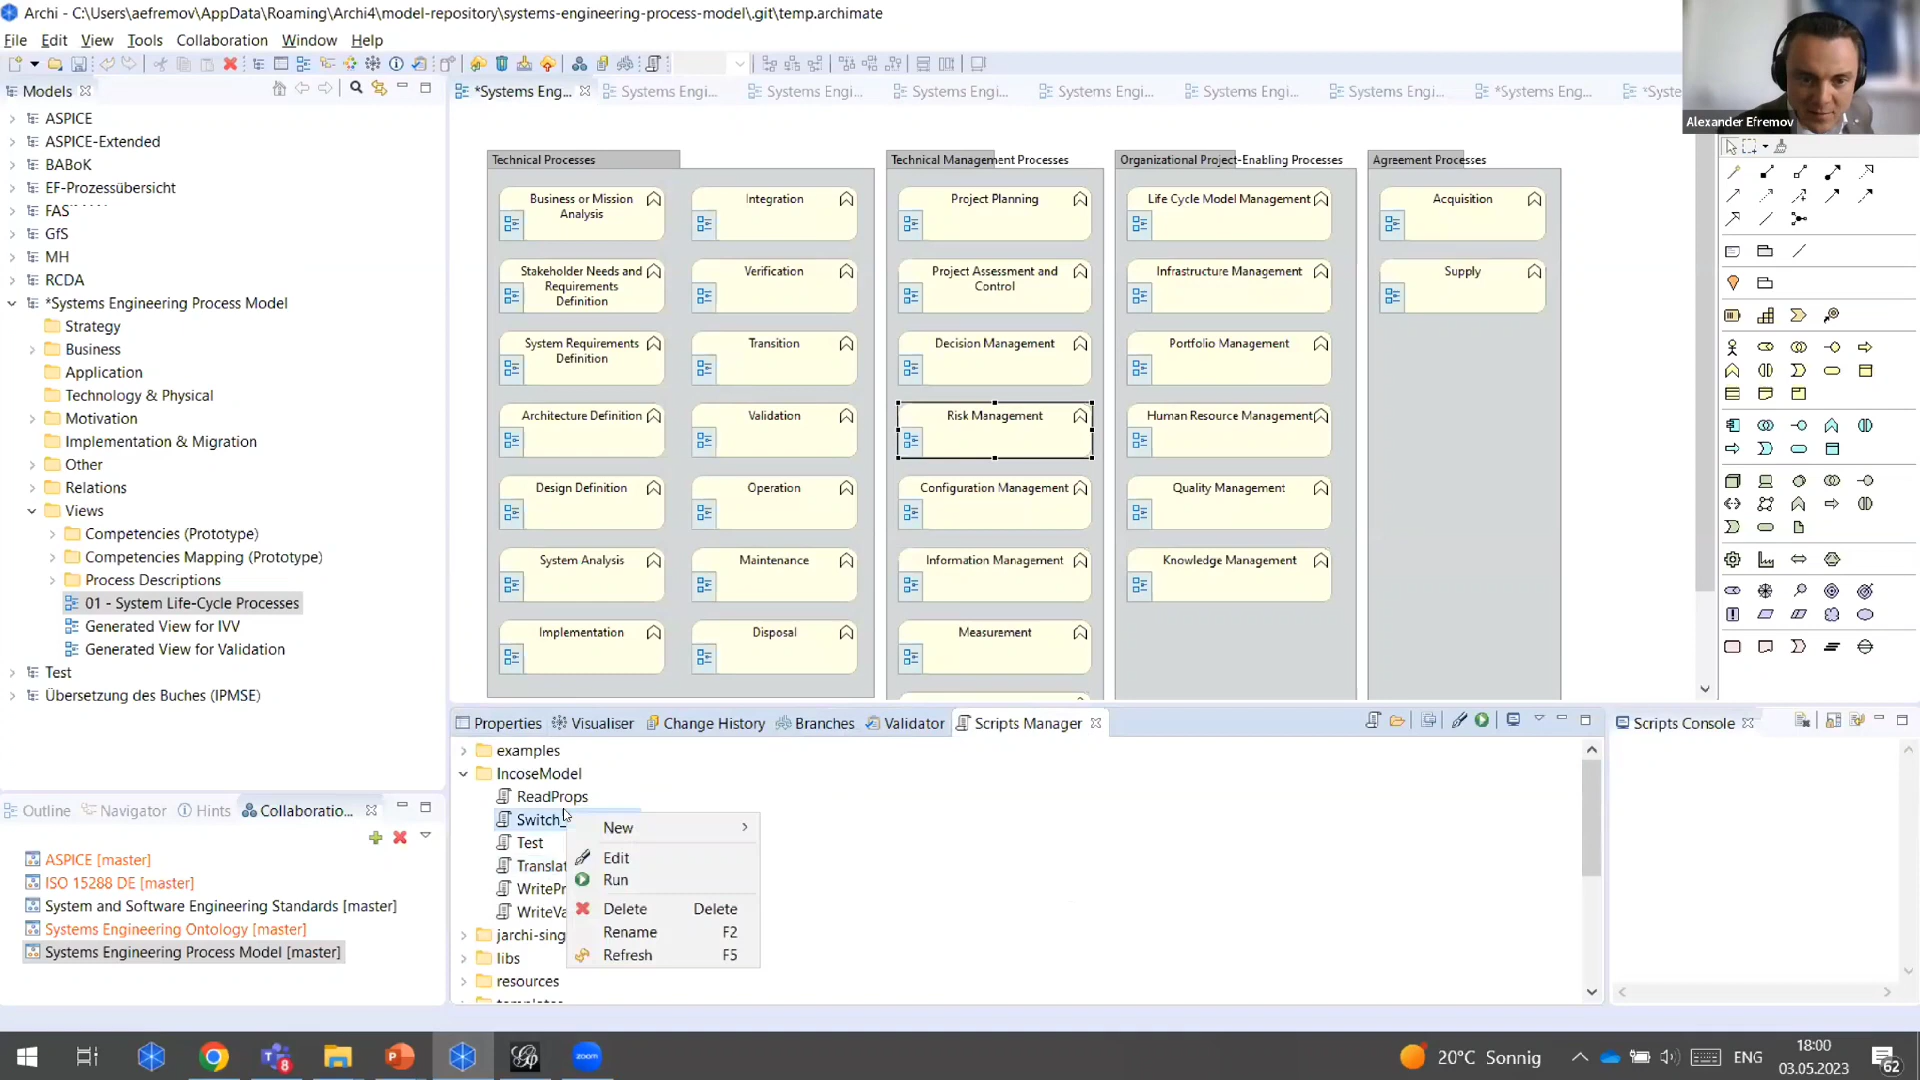 Archi - C:\Users\aefremov\AppData\Roaming\Archi4\model-repository\systems-engineering-process-model\.git\temp.archimate
File Edit View Tools Collaboration Window Help
Models
*Systems Eng... Systems Engi... Systems Engi... Systems Engi... Systems Engi... Systems Engi... Systems Engi... *Systems Eng... *Syste
Alexander Efremov
ASPICE
ASPICE-Extended
BABoK
EF-Prozessübersicht
GfS
MH
RCDA
*Systems Engineering Process Model
Strategy
Business
Application
Technology & Physical
Motivation
Implementation & Migration
Other
Relations
Views
Competencies (Prototype)
Competencies Mapping (Prototype)
Process Descriptions
01 - System Life-Cycle Processes
Generated View for IVV
Generated View for Validation
Test
Übersetzung des Buches (IPMSE)
Technical Processes
Business or Mission
Analysis
Stakeholder Needs and
Requirements
Definition
System Requirements
Definition
Architecture Definition
Design Definition
System Analysis
Implementation
Integration
Verification
Transition
Validation
Operation
Maintenance
Disposal
Technical Management Processes
Project Planning
Project Assessment and
Control
Decision Management
Risk Management
Configuration Management
Information Management
Measurement
Organizational Project-Enabling Processes
Life Cycle Model Management
Infrastructure Management
Portfolio Management
Human Resource Management
Quality Management
Knowledge Management
Agreement Processes
Acquisition
Supply
Outline Navigator Hints Collaboratio...
ASPICE [master]
ISO 15288 DE [master]
System and Software Engineering Standards [master]
Systems Engineering Ontology [master]
Systems Engineering Process Model [master]
Properties Visualiser Change History Branches Validator Scripts Manager
examples
IncoseModel
ReadProps
Switch_
Test
Translat
WritePr
WriteVa
jarchi-sing
libs
resources
New
Edit
Run
Delete Delete
Rename F2
Refresh F5
Scripts Console
8
zoom
20°C Sonnig
ENG
18:00
03.05.2023
62